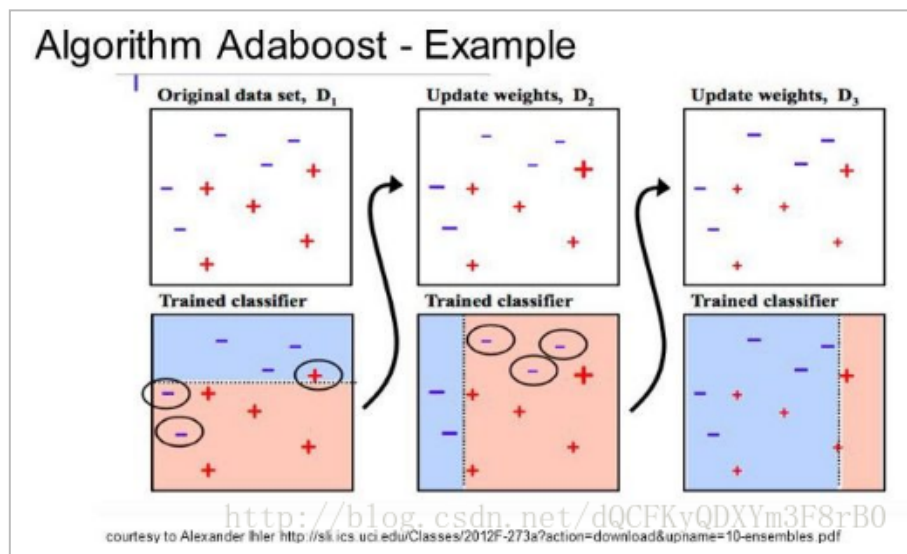 Algorithm Adaboost - Example
Original data set, D₁
Update weights, D₂
Update weights, D₃
Trained classifier
Trained classifier
Trained classifier
http://blog.csdn.net/dQCFKyQDXYm3F8rB0
courtesy to Alexander Ihler http://sli.ics.uci.edu/Classes/2012F-273a?action=download&upname=10-ensembles.pdf